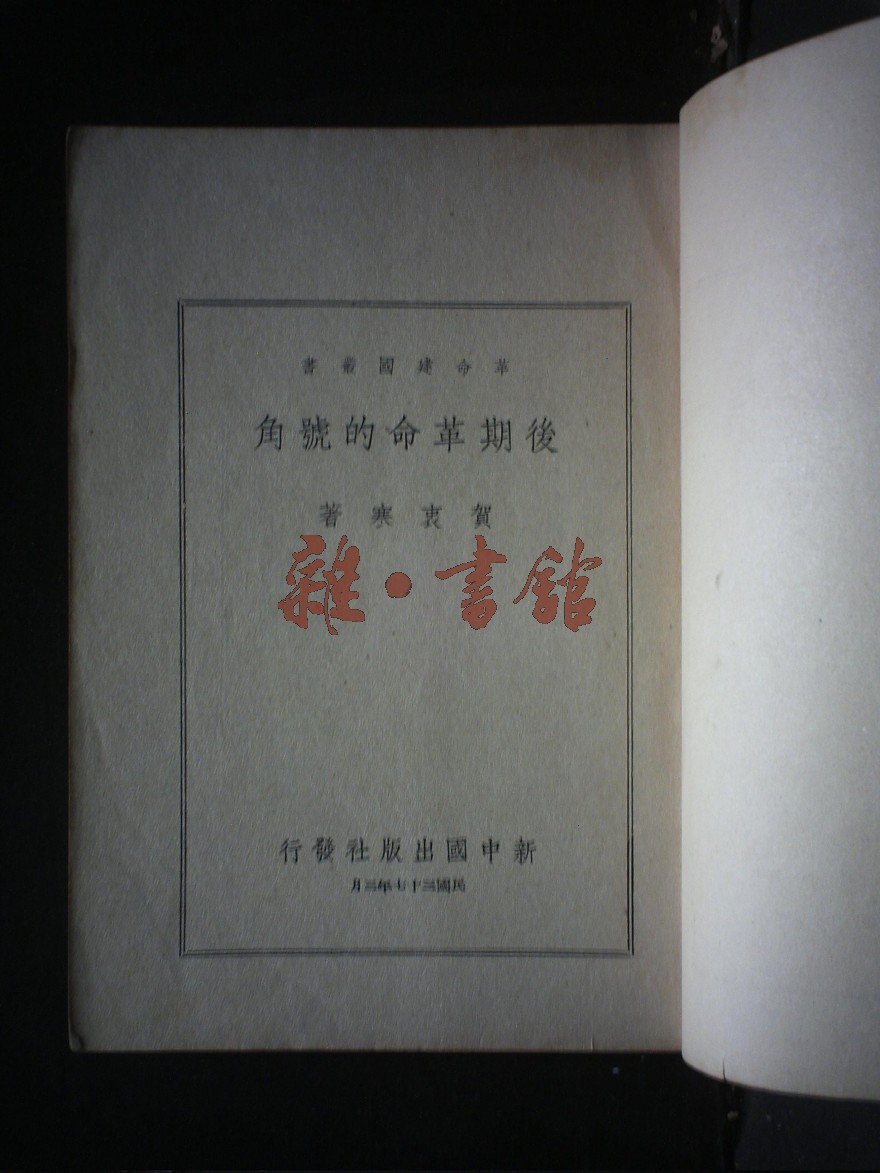 革命建國叢書
後期革命的號角
賀衷寒著
雜·書館
新中國出版社發行
民國三十七年三月